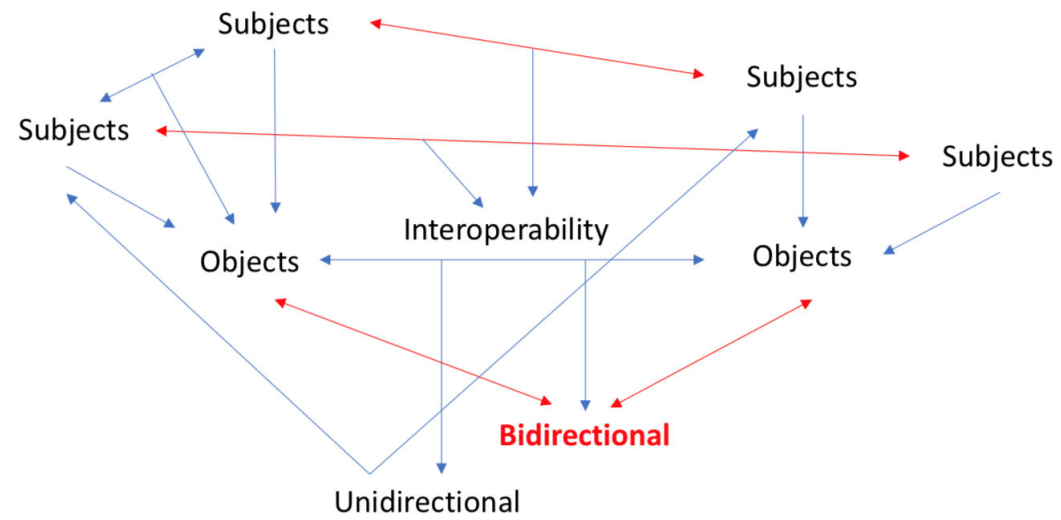 Subjects
Subjects
Subjects
Subjects
Interoperability
Objects
Objects
Bidirectional
Unidirectional